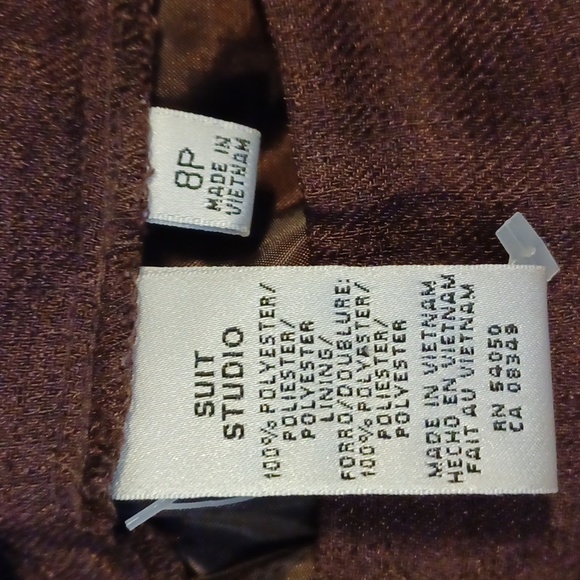 8P
MADE IN
VIETNAM
SUIT
STUDIO
100% POLYESTER/
POLIESTER/
POLYESTER
LINING/
FORRO/DOUBLURE:
100% POLYESTER/
POLIESTER/
POLYESTER
MADE IN VIETNAM
HECHO EN VIETNAM
FAIT AU VIETNAM
RN 54050
CA 08349